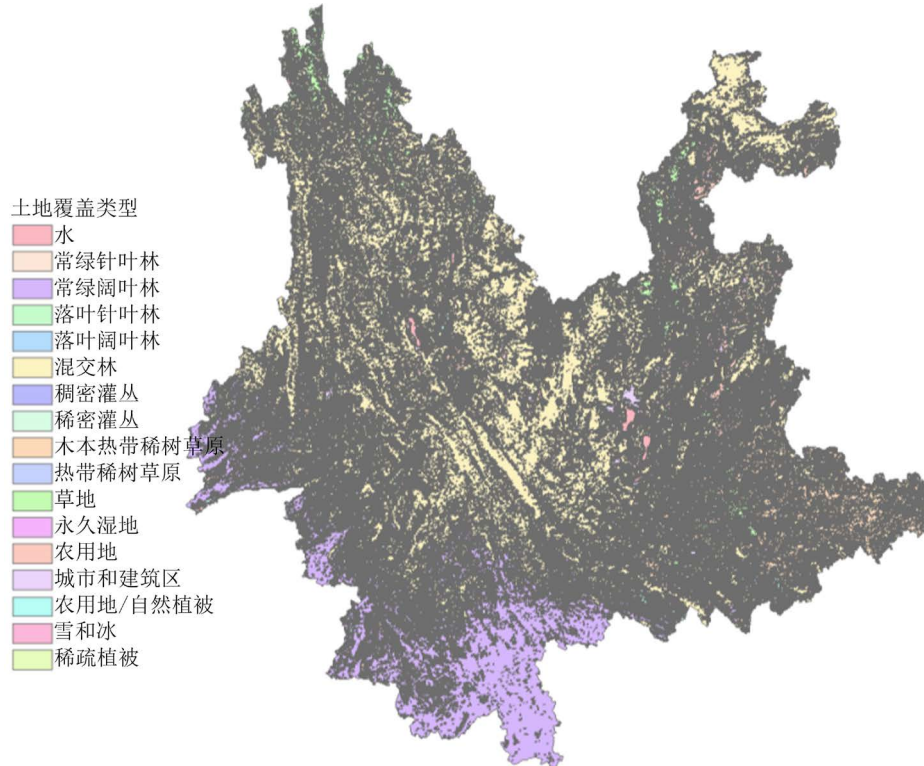 土地覆盖类型
水
常绿针叶林
常绿阔叶林
落叶针叶林
落叶阔叶林
混交林
稠密灌丛
稀密灌丛
木本热带稀树草原
热带稀树草原
草地
永久湿地
农用地
城市和建筑区
农用地/自然植被
雪和冰
稀疏植被